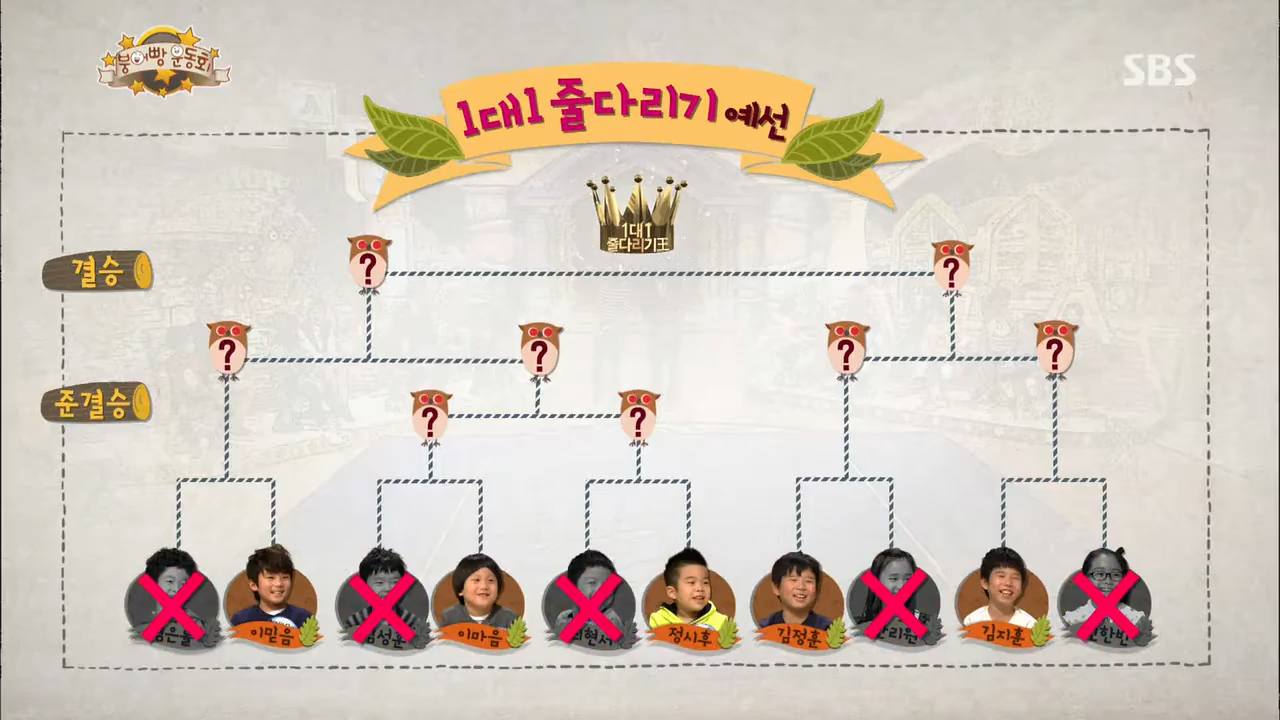 붕어빵 운동회
SBS
1대1 줄다리기 예선
1대1
줄다리기王
결승
? ?
? ? ? ?
준결승
? ?
이믿음 이마음 정시후 김정훈 김지훈